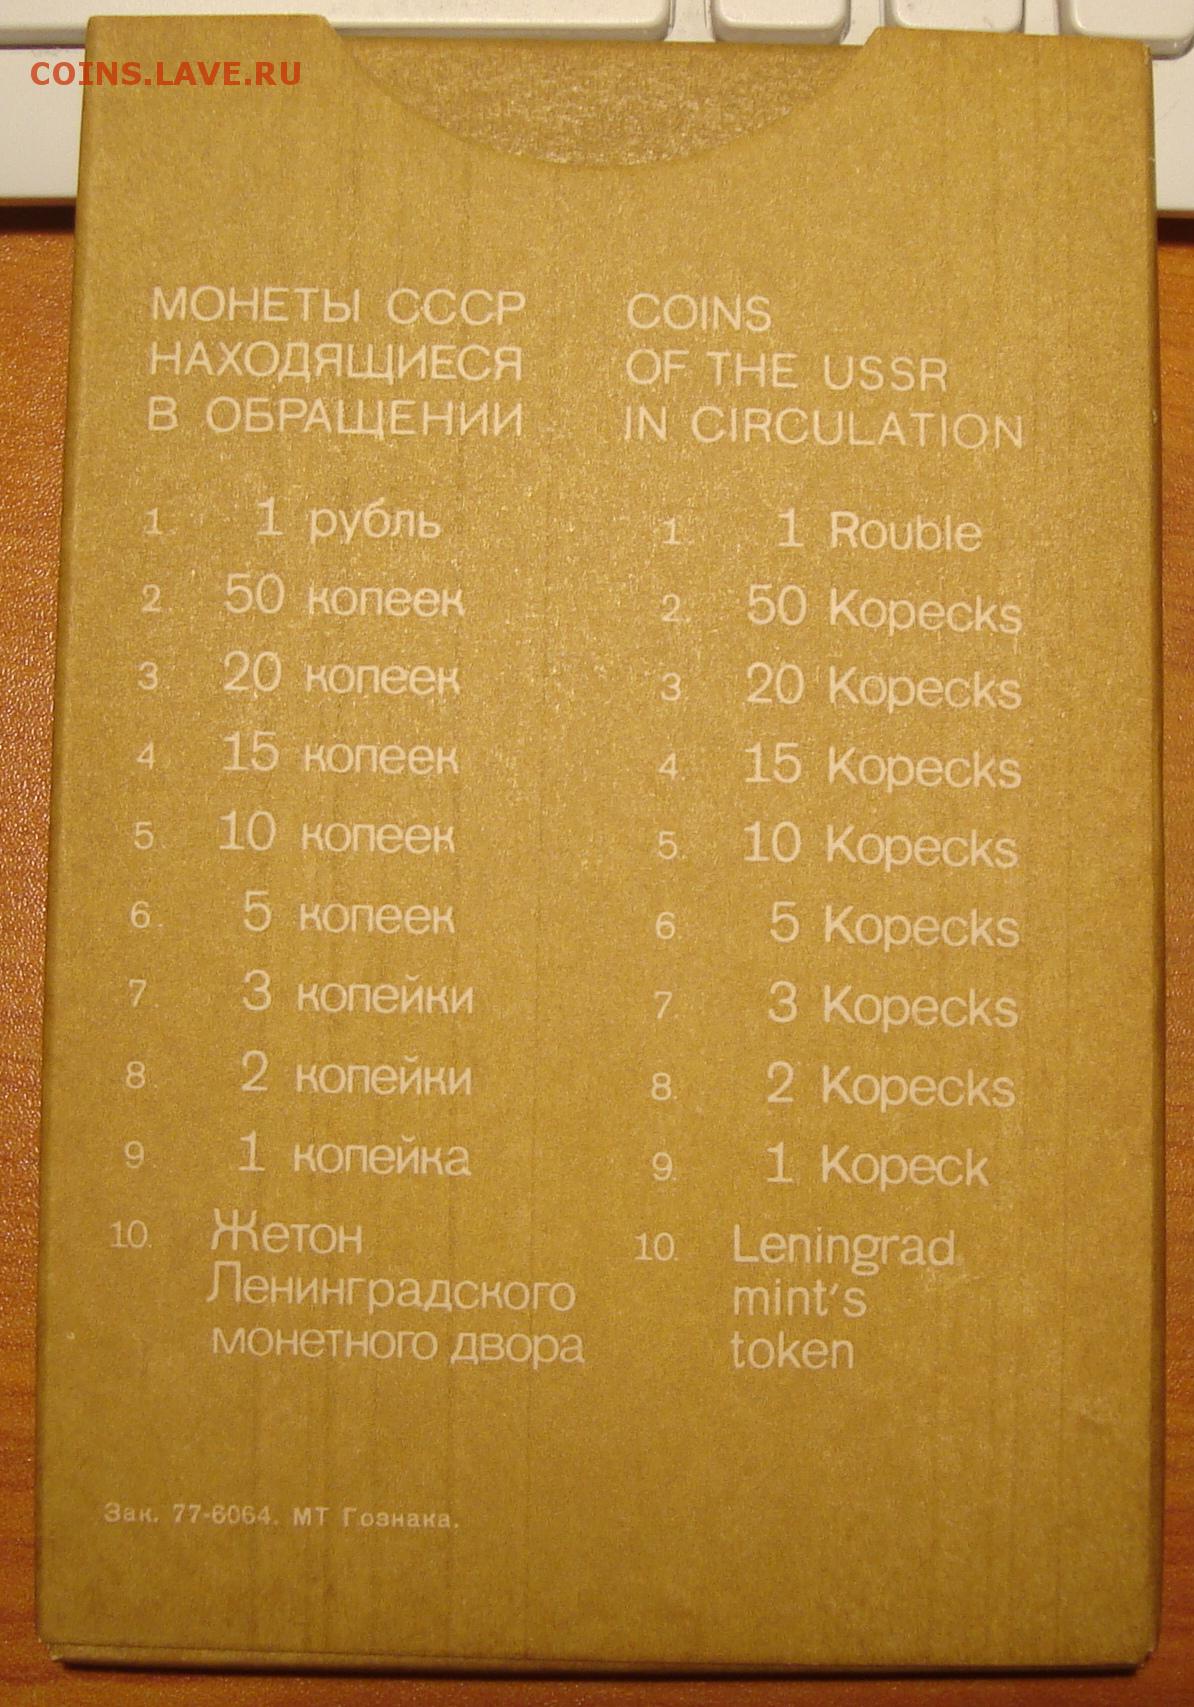 COINS.LAVE.RU
МОНЕТЫ СССР
НАХОДЯЩИЕСЯ
В ОБРАЩЕНИИ
1. 1 рубль
2. 50 копеек
3. 20 копеек
4. 15 копеек
5. 10 копеек
6. 5 копеек
7. 3 копейки
8. 2 копейки
9. 1 копейка
10. Жетон
Ленинградского
монетного двора
COINS
OF THE USSR
IN CIRCULATION
1. 1 Rouble
2. 50 Kopecks
3. 20 Kopecks
4. 15 Kopecks
5. 10 Kopecks
6. 5 Kopecks
7. 3 Kopecks
8. 2 Kopecks
9. 1 Kopeck
10. Leningrad
mint's
token
Зак. 77-6064. МТ Гознака.